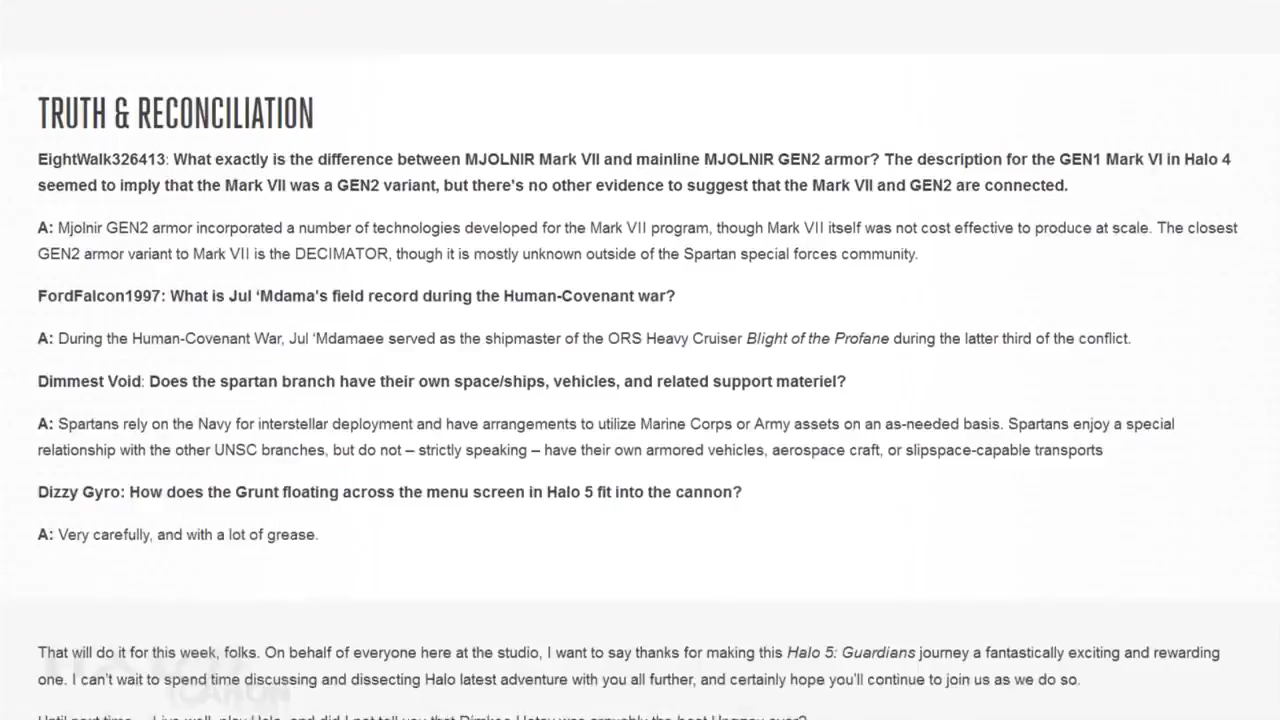 TRUTH & RECONCILIATION
EightWalk326413: What exactly is the difference between MJOLNIR Mark VII and mainline MJOLNIR GEN2 armor? The description for the GEN1 Mark VI in Halo 4
seemed to imply that the Mark VII was a GEN2 variant, but there's no other evidence to suggest that the Mark VII and GEN2 are connected.
A: Mjolnir GEN2 armor incorporated a number of technologies developed for the Mark VII program, though Mark VII itself was not cost effective to produce at scale. The closest
GEN2 armor variant to Mark VII is the DECIMATOR, though it is mostly unknown outside of the Spartan special forces community.
FordFalcon1997: What is Jul ‘Mdama's field record during the Human-Covenant war?
A: During the Human-Covenant War, Jul ‘Mdamaee served as the shipmaster of the ORS Heavy Cruiser Blight of the Profane during the latter third of the conflict.
Dimmest Void: Does the spartan branch have their own space/ships, vehicles, and related support materiel?
A: Spartans rely on the Navy for interstellar deployment and have arrangements to utilize Marine Corps or Army assets on an as-needed basis. Spartans enjoy a special
relationship with the other UNSC branches, but do not – strictly speaking – have their own armored vehicles, aerospace craft, or slipspace-capable transports
Dizzy Gyro: How does the Grunt floating across the menu screen in Halo 5 fit into the cannon?
A: Very carefully, and with a lot of grease.
That will do it for this week, folks. On behalf of everyone here at the studio, I want to say thanks for making this Halo 5: Guardians journey a fantastically exciting and rewarding
one. I can’t wait to spend time discussing and dissecting Halo latest adventure with you all further, and certainly hope you’ll continue to join us as we do so.